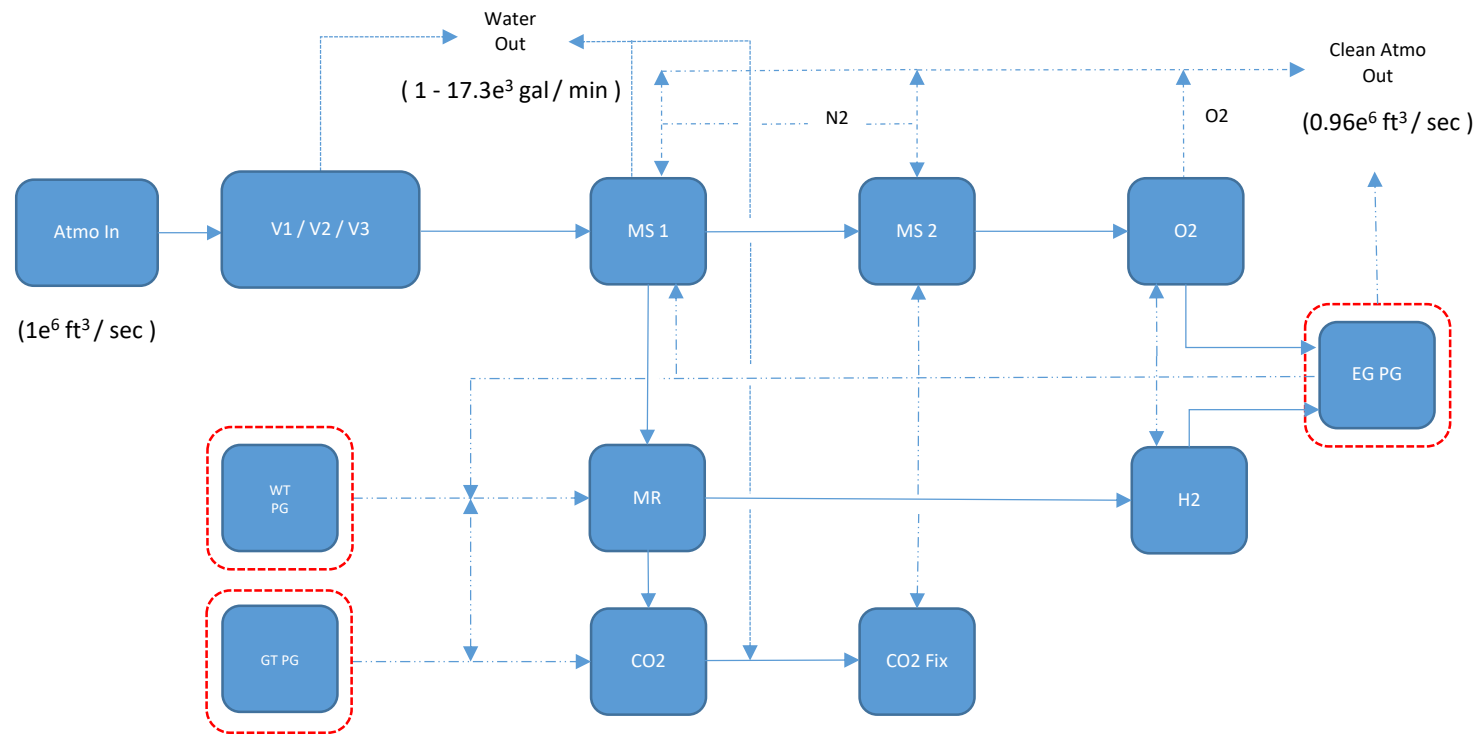 Water
Out
( 1 - 17.3e³ gal / min )
Clean Atmo
Out
(0.96e⁶ ft³ / sec )
N2
O2
Atmo In
V1 / V2 / V3
MS 1
MS 2
O2
(1e⁶ ft³ / sec )
EG PG
WT
PG
MR
H2
GT PG
CO2
CO2 Fix